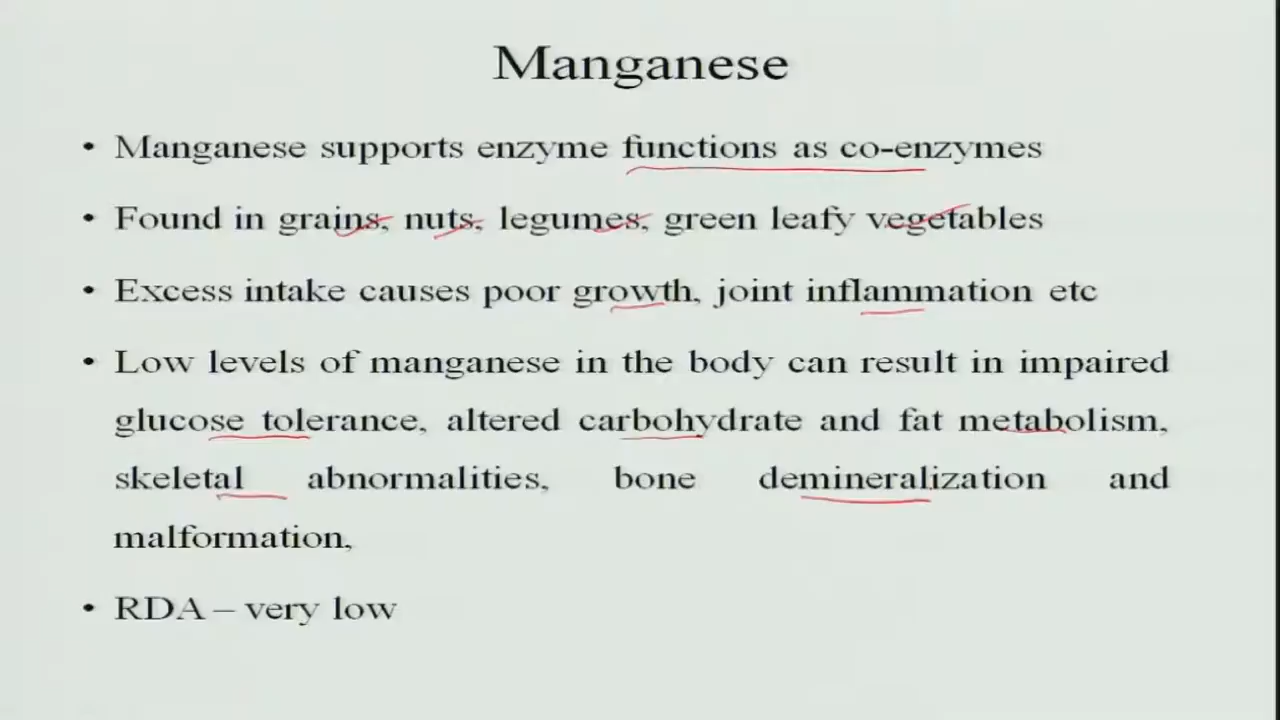 Manganese
• Manganese supports enzyme functions as co-enzymes
• Found in grains, nuts, legumes, green leafy vegetables
• Excess intake causes poor growth, joint inflammation etc
• Low levels of manganese in the body can result in impaired
glucose tolerance, altered carbohydrate and fat metabolism,
skeletal abnormalities, bone demineralization and
malformation,
• RDA – very low